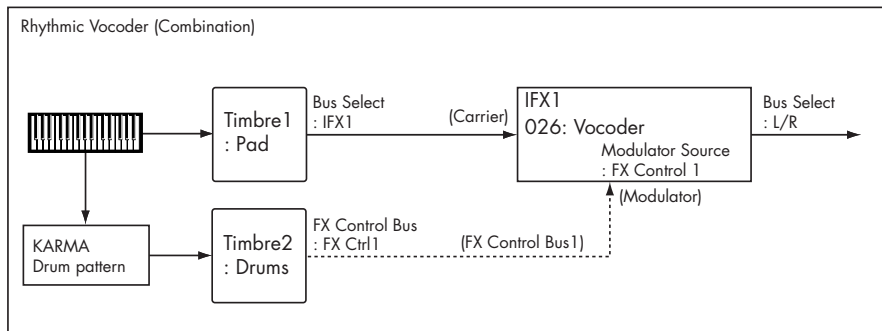 Rhythmic Vocoder (Combination)
Timbre1
: Pad
Bus Select
: IFX1
(Carrier)
IFX1
026: Vocoder
Modulator Source
: FX Control 1
Bus Select
: L/R
(Modulator)
KARMA
Drum pattern
Timbre2
: Drums
FX Control Bus
: FX Ctrl1
(FX Control Bus1)